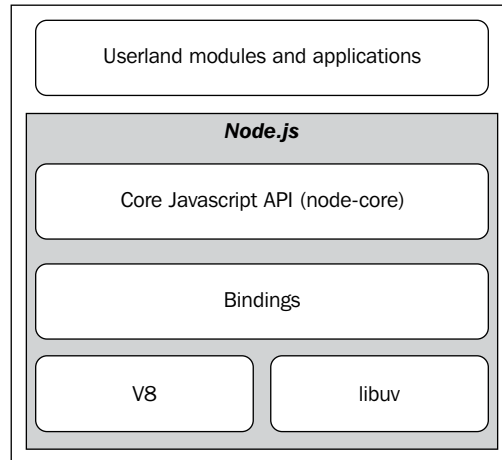 Userland modules and applications
Node.js
Core Javascript API (node-core)
Bindings
V8
libuv